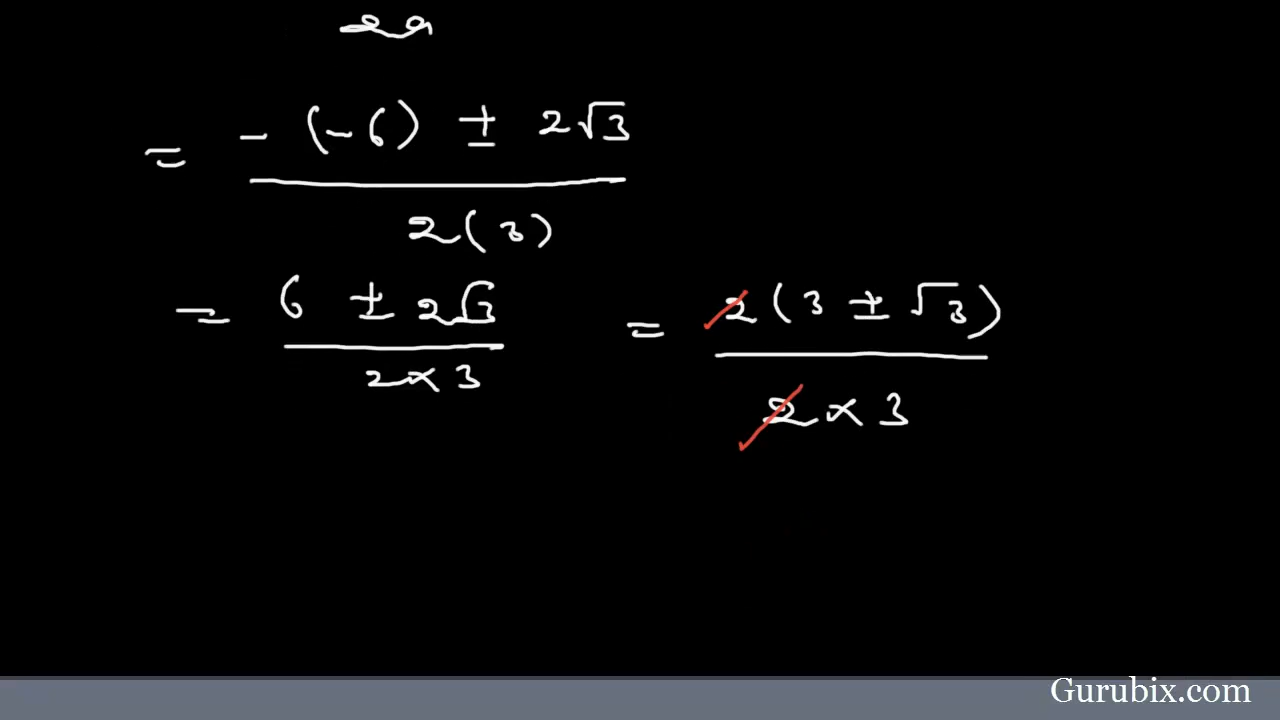 2a
= - (-6) ± 2√3
2(3)
= 6 ± 2√3 / 2×3 = 2(3 ± √3) / 2×3
Gurubix.com